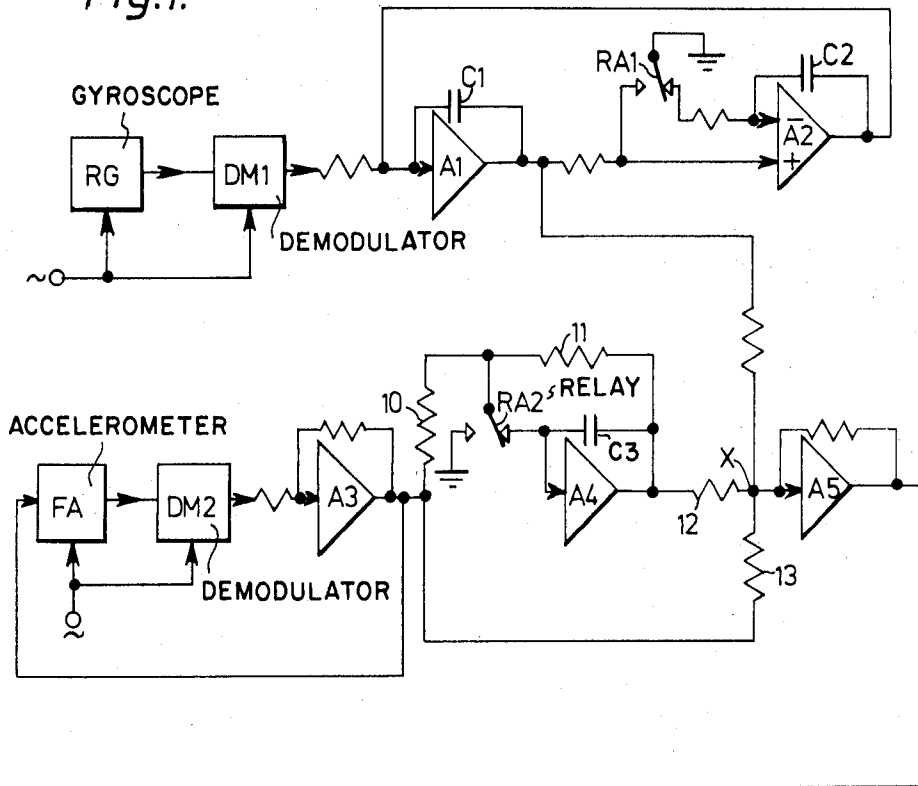 Fig.1.
C1
RA1
C2
GYROSCOPE
RG
DM1
A1
A2
− +
DEMODULATOR
~
11
RA2 RELAY
10
C3
ACCELEROMETER
FA
DM2
A3
A4
12
X
A5
13
DEMODULATOR
~